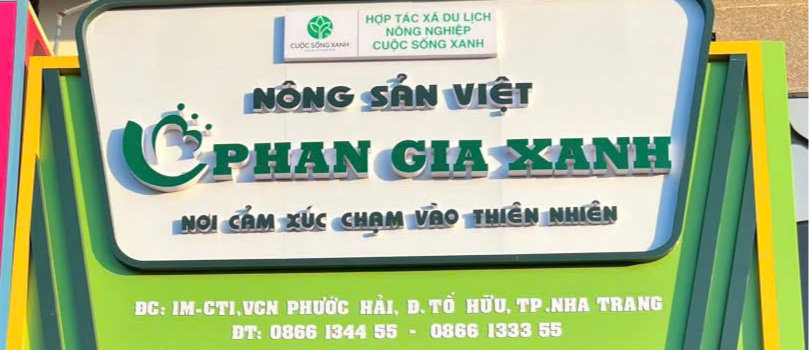 CUỘC SỐNG XANH
HỢP TÁC XÃ DU LỊCH
NÔNG NGHIỆP
CUỘC SỐNG XANH
NÔNG SẢN VIỆT
PHAN GIA XANH
NƠI CẢM XÚC CHẠM VÀO THIÊN NHIÊN
ĐC: 1M-CT1,VCN PHƯỚC HẢI, Đ. TỐ HỮU, TP.NHA TRANG
ĐT: 0866 1344 55 - 0866 1333 55